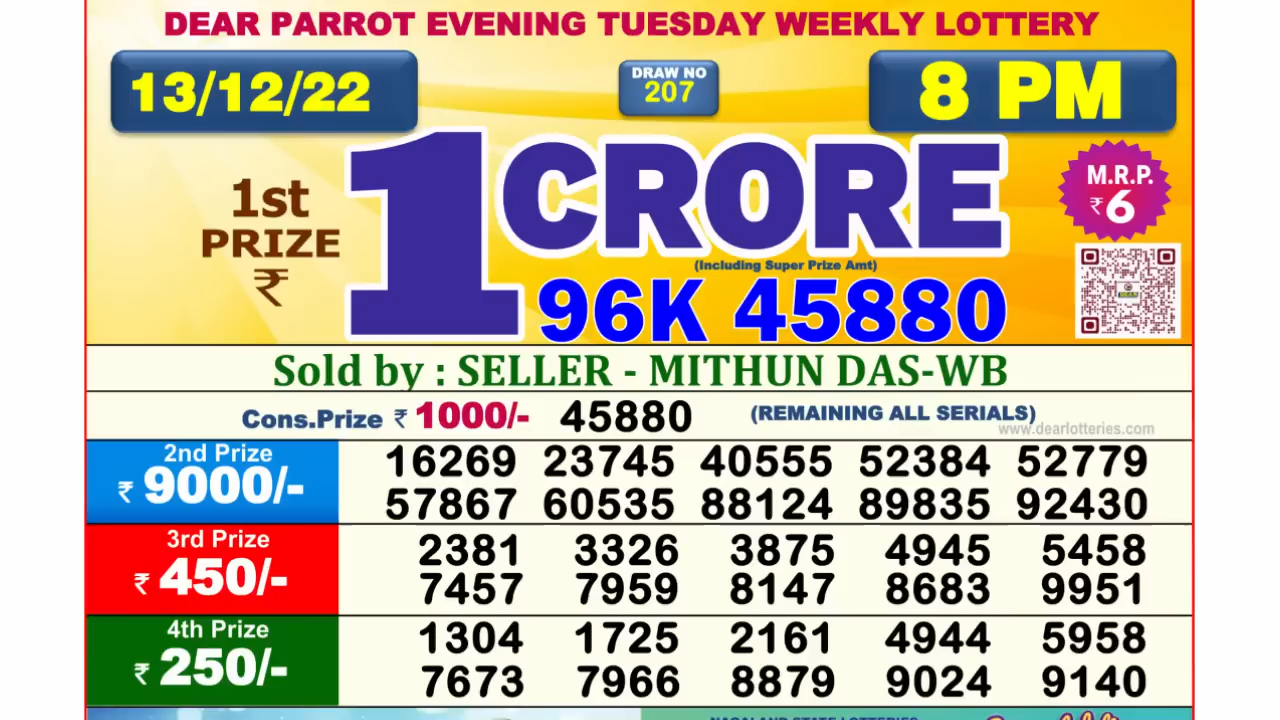 DEAR PARROT EVENING TUESDAY WEEKLY LOTTERY
13/12/22
DRAW NO
207
8 PM
1st
PRIZE
₹
1 CRORE
(Including Super Prize Amt)
96K 45880
M.R.P.
₹ 6
Sold by : SELLER - MITHUN DAS-WB
Cons.Prize ₹ 1000/- 45880 (REMAINING ALL SERIALS)
www.dearlotteries.com
2nd Prize
₹ 9000/-
16269 23745 40555 52384 52779
57867 60535 88124 89835 92430
3rd Prize
₹ 450/-
2381 3326 3875 4945 5458
7457 7959 8147 8683 9951
4th Prize
₹ 250/-
1304 1725 2161 4944 5958
7673 7966 8879 9024 9140
NAGALAND STATE LOTTERIES